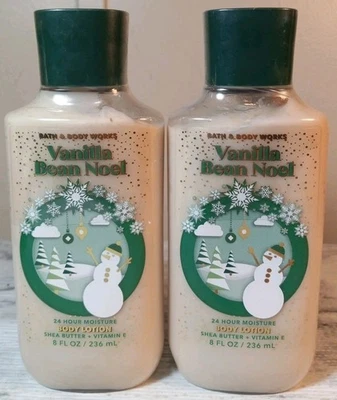 BATH & BODY WORKS
Vanilla
Bean Noel
24 HOUR MOISTURE
BODY LOTION
SHEA BUTTER + VITAMIN E
8 FL OZ / 236 mL
BATH & BODY WORKS
Vanilla
Bean Noel
24 HOUR MOISTURE
BODY LOTION
SHEA BUTTER + VITAMIN E
8 FL OZ / 236 mL